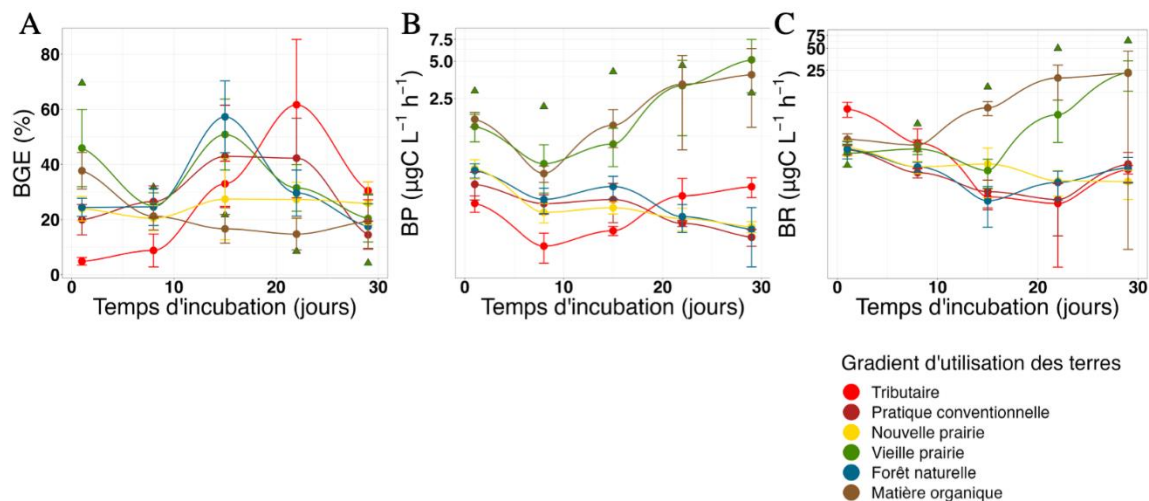 A
B
C
BGE (%)
80
60
40
20
0
0 10 20 30
Temps d'incubation (jours)
BP (µgC L⁻¹ h⁻¹)
7.5
5.0
2.5
0 10 20 30
Temps d'incubation (jours)
BR (µgC L⁻¹ h⁻¹)
75
50
25
0 10 20 30
Temps d'incubation (jours)
Gradient d'utilisation des terres
Tributaire
Pratique conventionnelle
Nouvelle prairie
Vieille prairie
Forêt naturelle
Matière organique